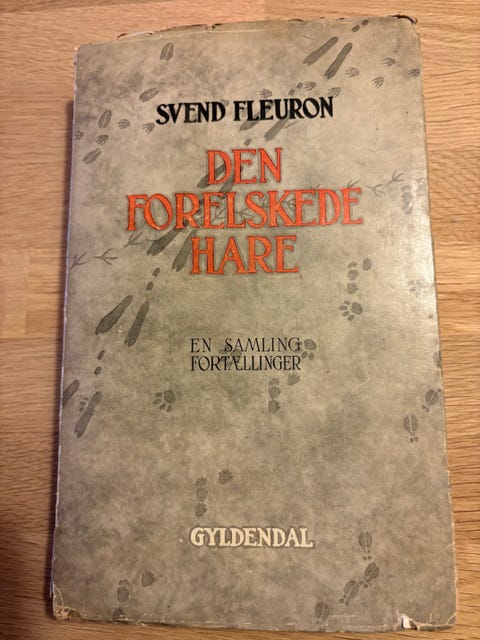 SVEND FLEURON
DEN
FORELSKEDE
HARE
EN SAMLING
FORTÆLLINGER
GYLDENDAL